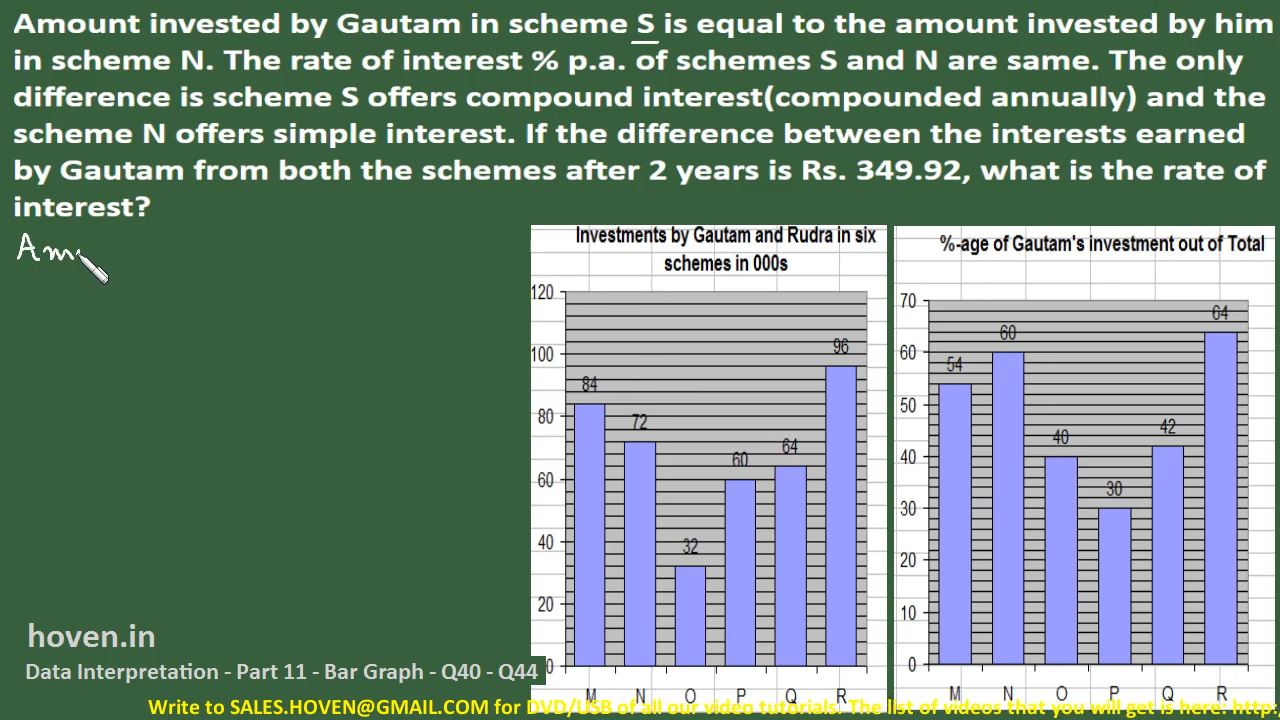 Amount invested by Gautam in scheme S is equal to the amount invested by him
in scheme N. The rate of interest % p.a. of schemes S and N are same. The only
difference is scheme S offers compound interest(compounded annually) and the
scheme N offers simple interest. If the difference between the interests earned
by Gautam from both the schemes after 2 years is Rs. 349.92, what is the rate of
interest?
Am
Investments by Gautam and Rudra in six
schemes in 000s
120
100
80
60
40
20
0
84
72
32
60
64
96
M N O P Q R
%-age of Gautam's investment out of Total
70
60
50
40
30
20
10
0
54
60
40
30
42
64
M N O P Q R
hoven.in
Data Interpretation - Part 11 - Bar Graph - Q40 - Q44
Write to SALES.HOVEN@GMAIL.COM for DVD/USB of all our video tutorials. The list of videos that you will get is here: http: